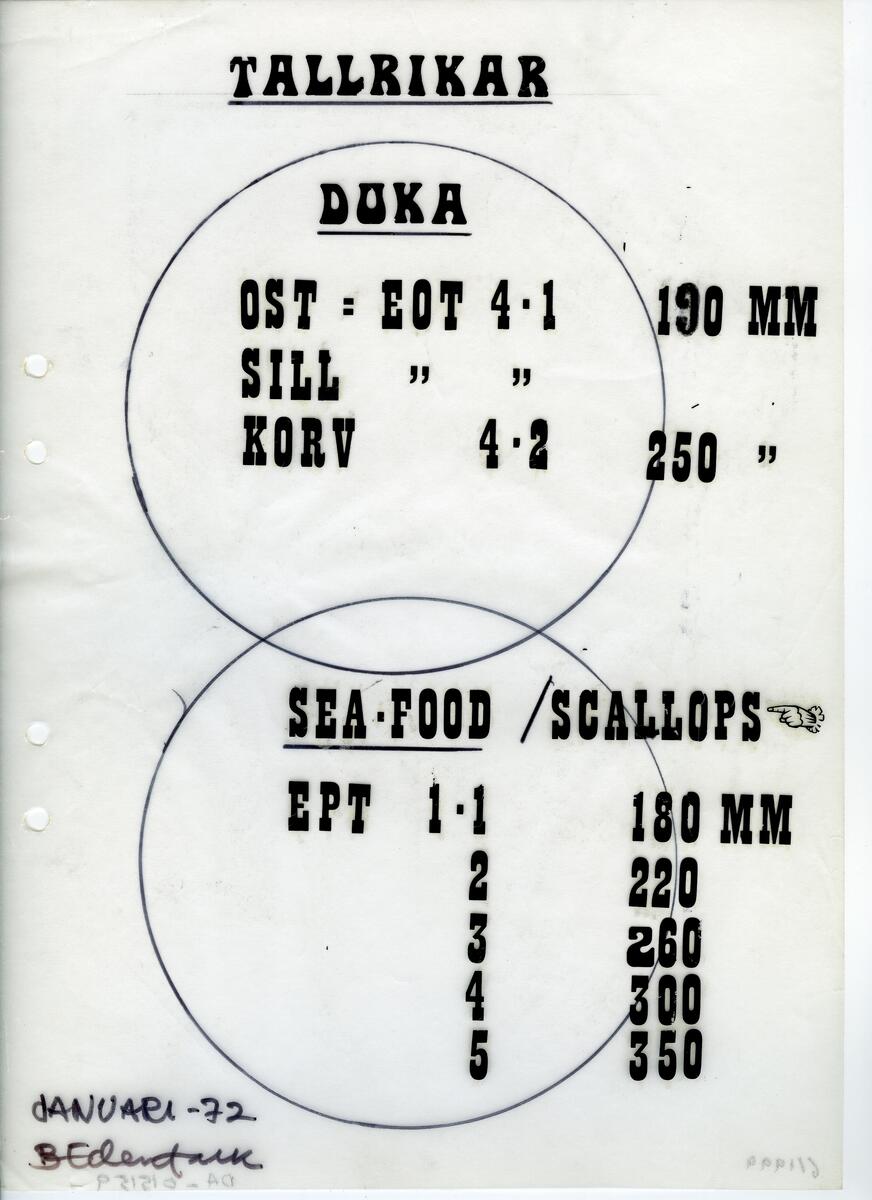 TALLRIKAR
DUKA
OST = EOT 4·1 190 MM
SILL ” ”
KORV 4·2 250 ”
SEA-FOOD / SCALLOPS
EPT 1·1 180 MM
2 220
3 260
4 300
5 350
JANUARI -72